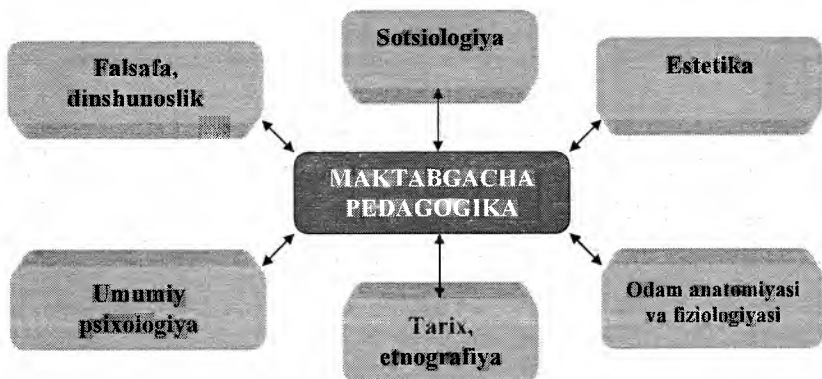 Sotsiologiya
Falsafa,
dinshunoslik
Estetika
MAKTABGACHA
PEDAGOGIKA
Umumiy
psixologiya
Tarix,
etnografiya
Odam anatomiyasi
va fiziologiyasi